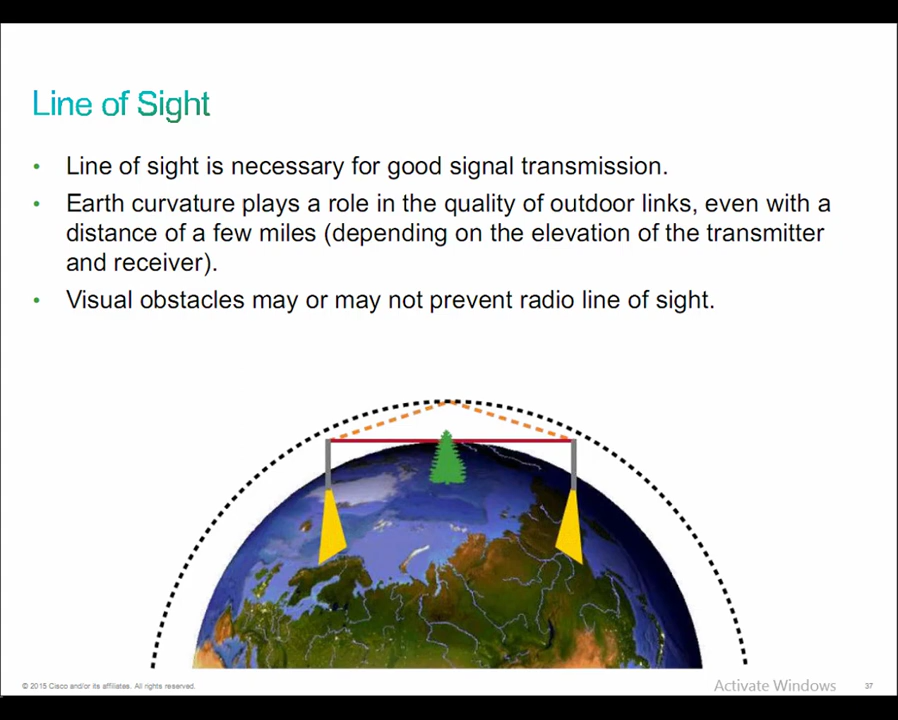 Line of Sight
• Line of sight is necessary for good signal transmission.
• Earth curvature plays a role in the quality of outdoor links, even with a
distance of a few miles (depending on the elevation of the transmitter
and receiver).
• Visual obstacles may or may not prevent radio line of sight.
© 2015 Cisco and/or its affiliates. All rights reserved.
Activate Windows
37